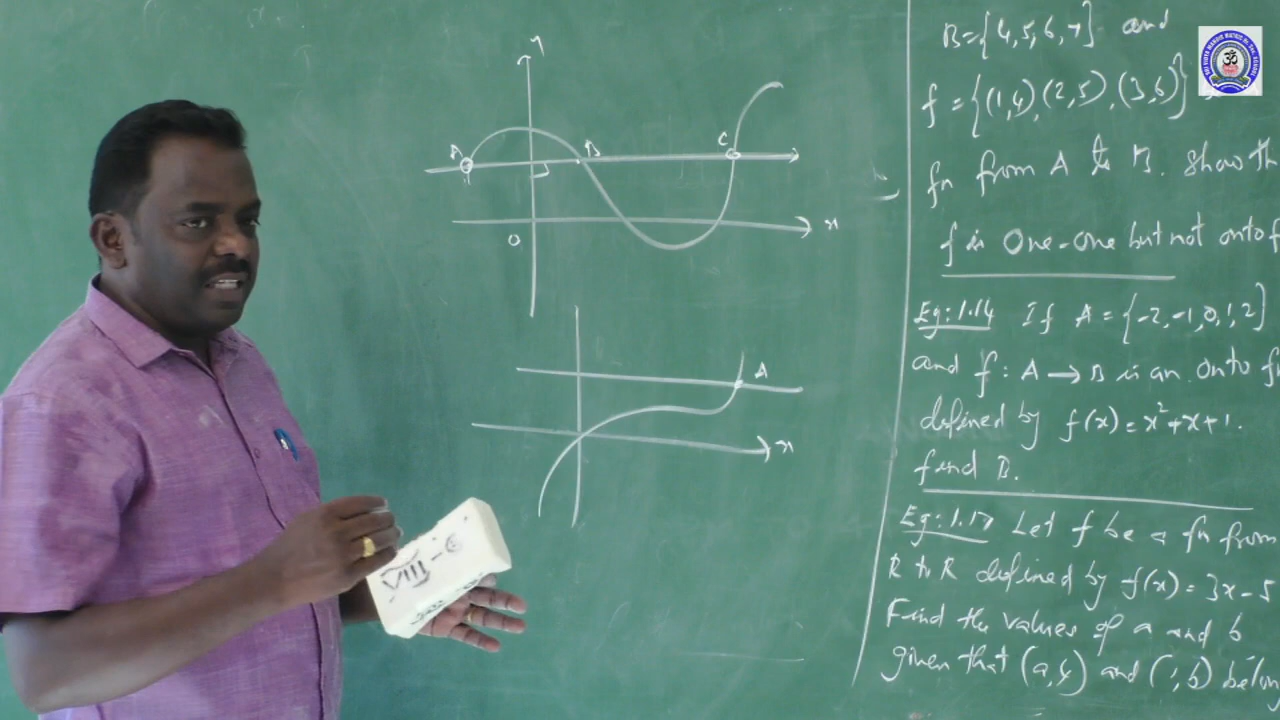 y
A
B
C
x
0
A
x
B={4,5,6,7} and
f = {(1,4),(2,5),(3,6)}
fn from A to B. Show th
f is One-one but not onto f
Eg:1.14 If A = {-2,-1,0,1,2}
and f: A → B is an onto f
defined by f(x) = x²+x+1.
find B.
Eg:1.17 Let f be a fn from
R to R defined by f(x) = 3x-5
Find the values of a and b
given that (a,4) and (1,b) belong
VIII - C